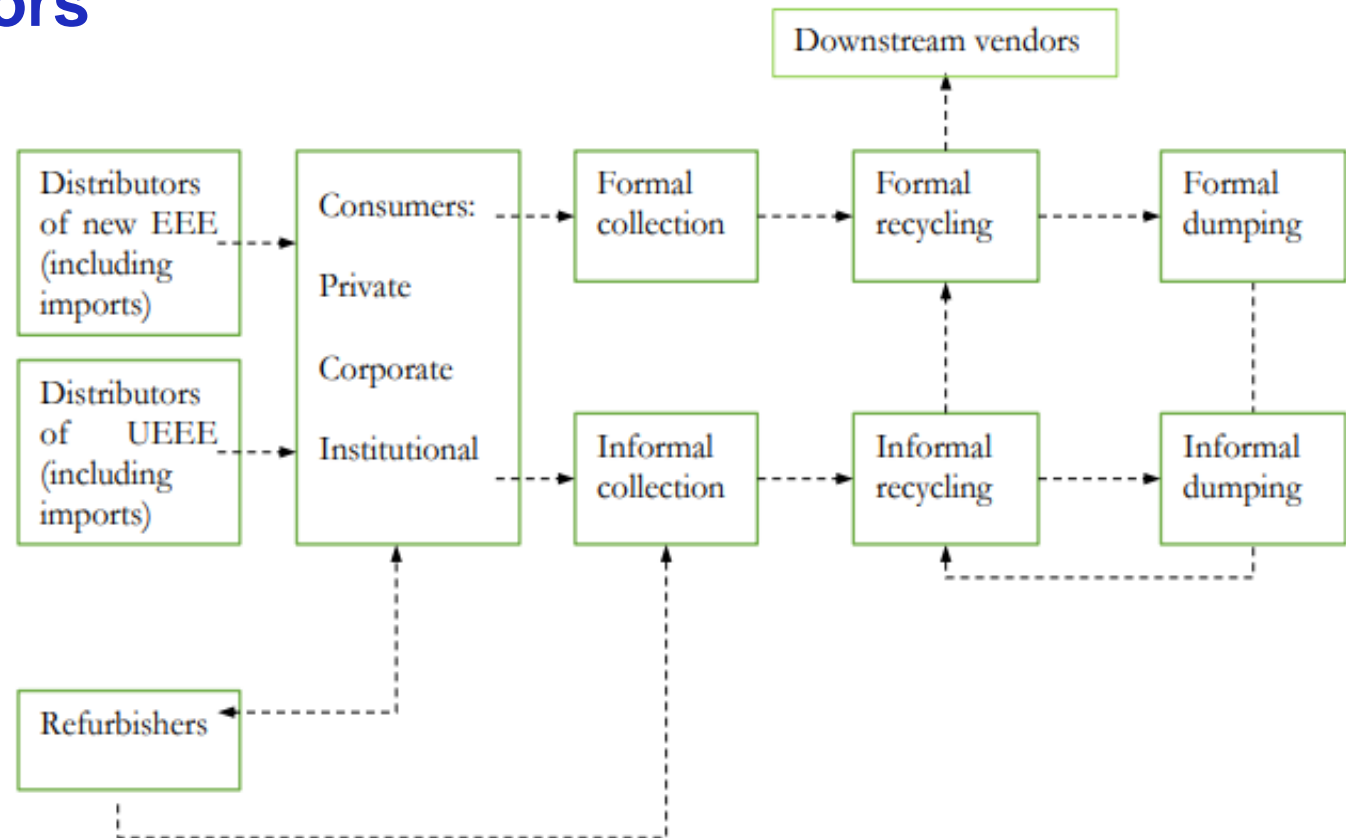 ors
Downstream vendors
Distributors
of new EEE
(including
imports)
Consumers:
Private
Corporate
Institutional
Formal
collection
Formal
recycling
Formal
dumping
Distributors
of UEEE
(including
imports)
Informal
collection
Informal
recycling
Informal
dumping
Refurbishers